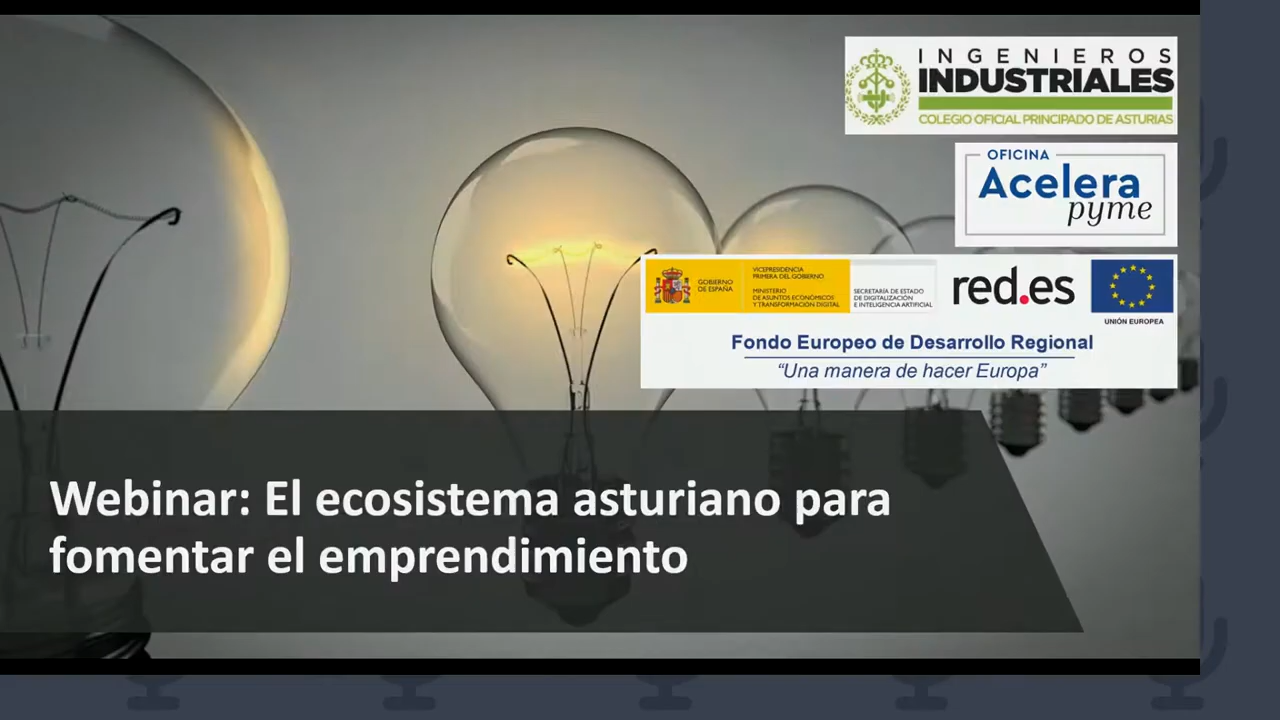 INGENIEROS
INDUSTRIALES
COLEGIO OFICIAL PRINCIPADO DE ASTURIAS
OFICINA
Acelera
pyme
GOBIERNO
DE ESPAÑA
VICEPRESIDENCIA
PRIMERA DEL GOBIERNO
MINISTERIO
DE ASUNTOS ECONÓMICOS
Y TRANSFORMACIÓN DIGITAL
SECRETARÍA DE ESTADO
DE DIGITALIZACIÓN
E INTELIGENCIA ARTIFICIAL
red.es
UNIÓN EUROPEA
Fondo Europeo de Desarrollo Regional
“Una manera de hacer Europa”
Webinar: El ecosistema asturiano para
fomentar el emprendimiento